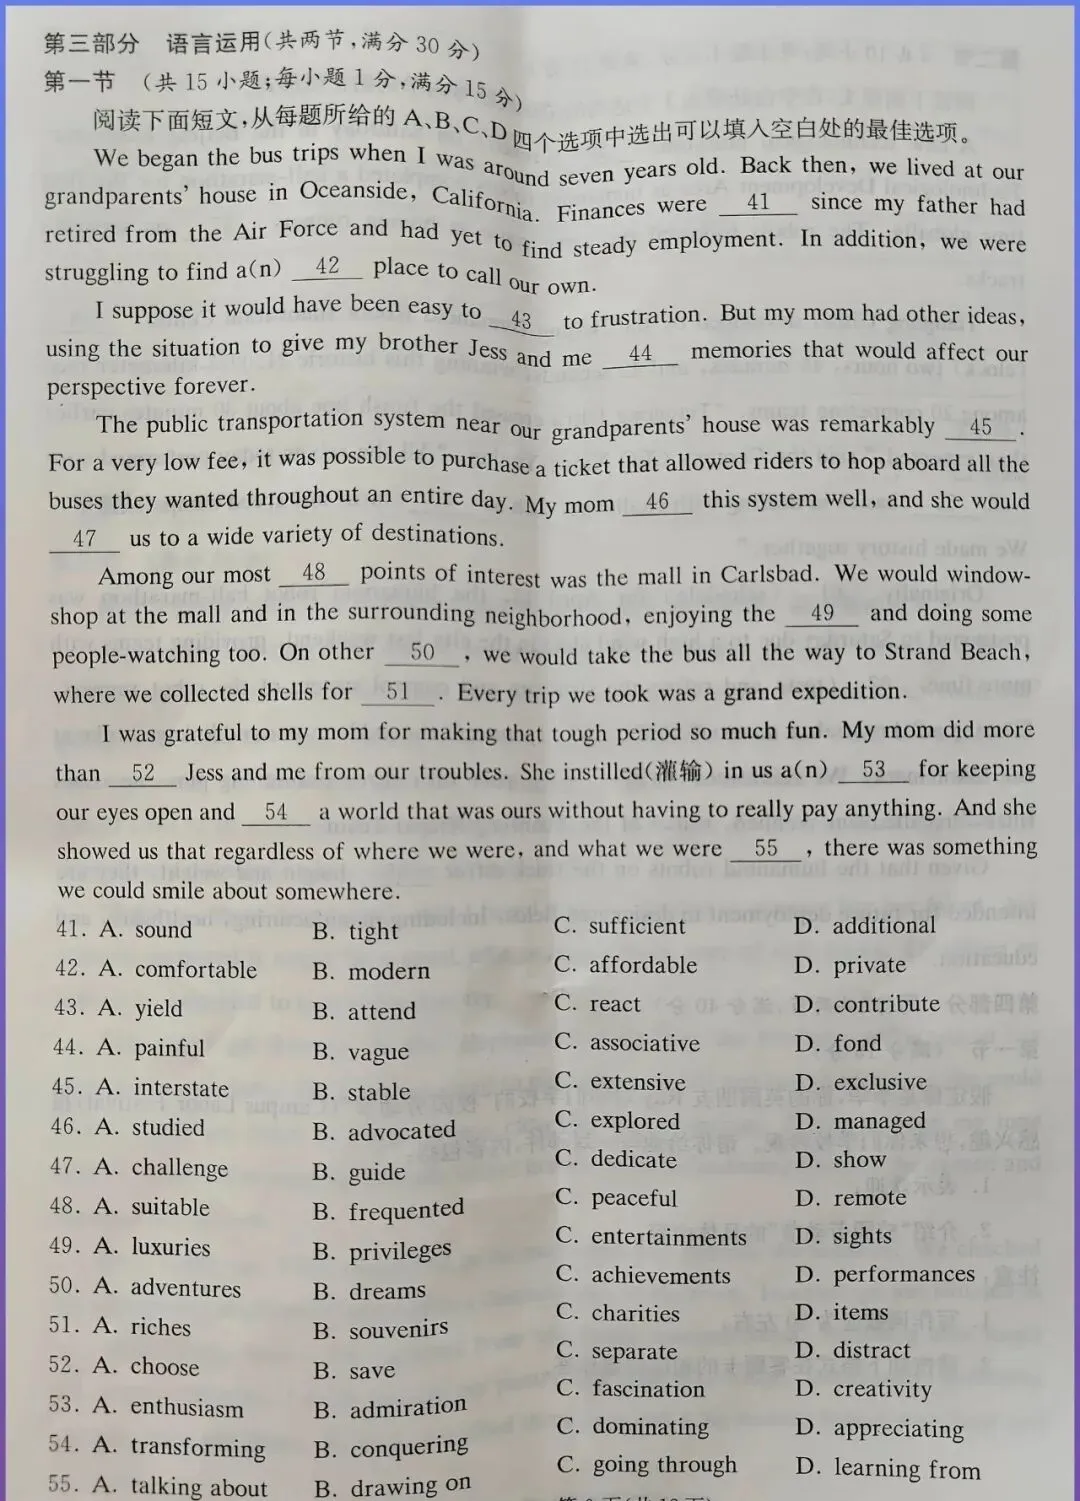 第三部分 语言运用(共两节,满分 30 分)
第一节 (共 15 小题;每小题 1 分,满分 15 分)
阅读下面短文,从每题所给的 A、B、C、D 四个选项中选出可以填入空白处的最佳选项。
We began the bus trips when I was around seven years old. Back then, we lived at our
grandparents' house in Oceanside, California. Finances were 41 since my father had
retired from the Air Force and had yet to find steady employment. In addition, we were
struggling to find a(n) 42 place to call our own.
I suppose it would have been easy to 43 to frustration. But my mom had other ideas,
using the situation to give my brother Jess and me 44 memories that would affect our
perspective forever.
The public transportation system near our grandparents' house was remarkably 45 .
For a very low fee, it was possible to purchase a ticket that allowed riders to hop aboard all the
buses they wanted throughout an entire day. My mom 46 this system well, and she would
47 us to a wide variety of destinations.
Among our most 48 points of interest was the mall in Carlsbad. We would window-
shop at the mall and in the surrounding neighborhood, enjoying the 49 and doing some
people-watching too. On other 50 , we would take the bus all the way to Strand Beach,
where we collected shells for 51 . Every trip we took was a grand expedition.
I was grateful to my mom for making that tough period so much fun. My mom did more
than 52 Jess and me from our troubles. She instilled(灌输) in us a(n) 53 for keeping
our eyes open and 54 a world that was ours without having to really pay anything. And she
showed us that regardless of where we were, and what we were 55 , there was something
we could smile about somewhere.
41. A. sound B. tight C. sufficient D. additional
42. A. comfortable B. modern C. affordable D. private
43. A. yield B. attend C. react D. contribute
44. A. painful B. vague C. associative D. fond
45. A. interstate B. stable C. extensive D. exclusive
46. A. studied B. advocated C. explored D. managed
47. A. challenge B. guide C. dedicate D. show
48. A. suitable B. frequented C. peaceful D. remote
49. A. luxuries B. privileges C. entertainments D. sights
50. A. adventures B. dreams C. achievements D. performances
51. A. riches B. souvenirs C. charities D. items
52. A. choose B. save C. separate D. distract
53. A. enthusiasm B. admiration C. fascination D. creativity
54. A. transforming B. conquering C. dominating D. appreciating
55. A. talking about B. drawing on C. going through D. learning from